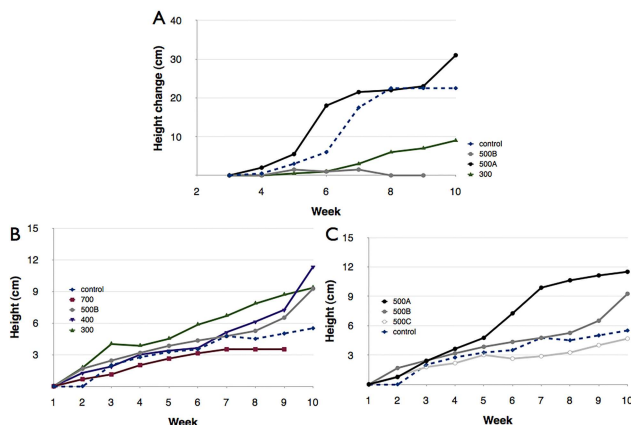 A
Height change (cm)
40
30
20
10
2
4
6
8
10
Week
control
500B
500A
300
B
Height (cm)
15
12
9
6
3
1 2 3 4 5 6 7 8 9 10
Week
control
700
500B
400
300
C
Height (cm)
15
12
9
6
3
1 2 3 4 5 6 7 8 9 10
Week
500A
500B
500C
control